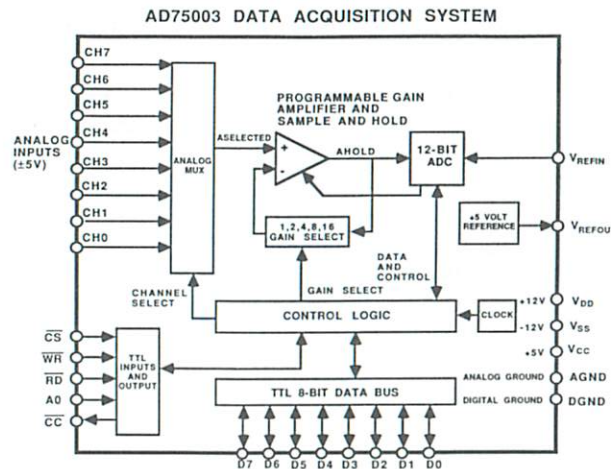 AD75003 DATA ACQUISITION SYSTEM
CH7
CH6
CH5
CH4
CH3
CH2
CH1
CH0
ANALOG
INPUTS
(±5V)
ANALOG
MUX
ASELECTED
PROGRAMMABLE GAIN
AMPLIFIER AND
SAMPLE AND HOLD
+
-
AHOLD
12-BIT
ADC
VREFIN
1,2,4,8,16
GAIN SELECT
+5 VOLT
REFERENCE
VREFOU
DATA
AND
CONTROL
CHANNEL
SELECT
GAIN SELECT
CONTROL LOGIC
CLOCK
+12V
VDD
-12V
VSS
+5V
VCC
CS
WR
RD
A0
CC
TTL
INPUTS
AND
OUTPUT
TTL 8-BIT DATA BUS
ANALOG GROUND
AGND
DIGITAL GROUND
DGND
D7 D6 D5 D4 D3 D2 D1 D0